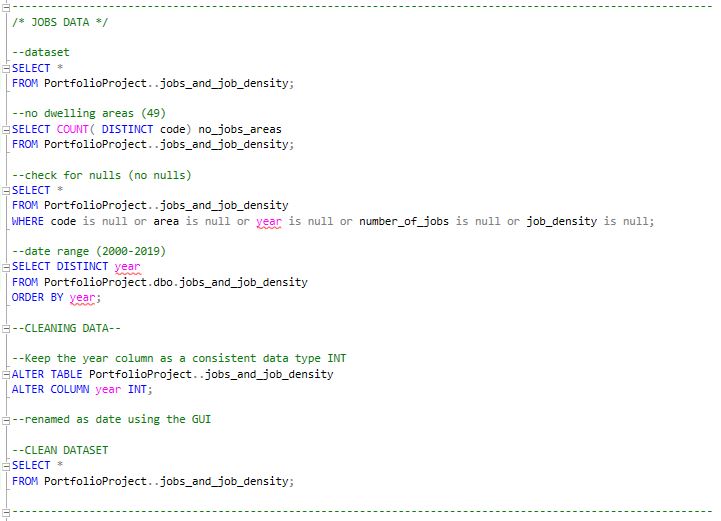 /* JOBS DATA */
--dataset
SELECT *
FROM PortfolioProject..jobs_and_job_density;
--no dwelling areas (49)
SELECT COUNT( DISTINCT code) no_jobs_areas
FROM PortfolioProject..jobs_and_job_density;
--check for nulls (no nulls)
SELECT *
FROM PortfolioProject..jobs_and_job_density
WHERE code is null or area is null or year is null or number_of_jobs is null or job_density is null;
--date range (2000-2019)
SELECT DISTINCT year
FROM PortfolioProject.dbo.jobs_and_job_density
ORDER BY year;
--CLEANING DATA--
--Keep the year column as a consistent data type INT
ALTER TABLE PortfolioProject..jobs_and_job_density
ALTER COLUMN year INT;
--renamed as date using the GUI
--CLEAN DATASET
SELECT *
FROM PortfolioProject..jobs_and_job_density;